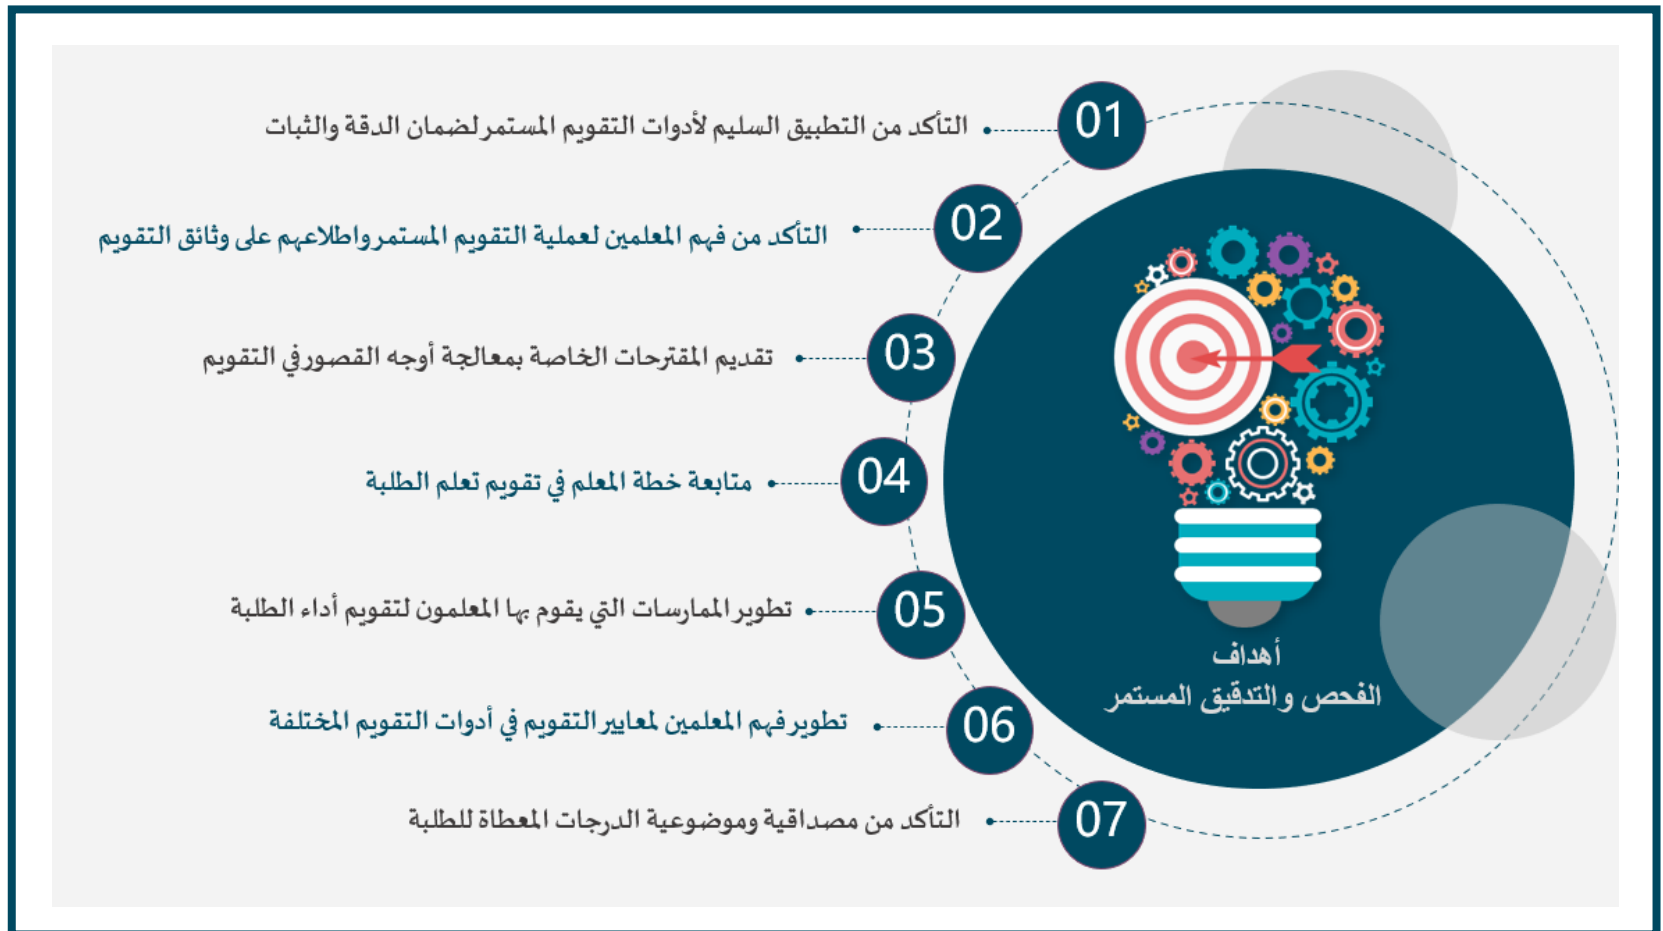 أهداف
الفحص والتدقيق المستمر
01
التأكد من التطبيق السليم لأدوات التقويم المستمر لضمان الدقة والثبات
02
التأكد من فهم المعلمين لعملية التقويم المستمر واطلاعهم على وثائق التقويم
03
تقديم المقترحات الخاصة بمعالجة أوجه القصور في التقويم
04
متابعة خطة المعلم في تقويم تعلم الطلبة
05
تطوير الممارسات التي يقوم بها المعلمون لتقويم أداء الطلبة
06
تطوير فهم المعلمين لمعايير التقويم في أدوات التقويم المختلفة
07
التأكد من مصداقية وموضوعية الدرجات المعطاة للطلبة